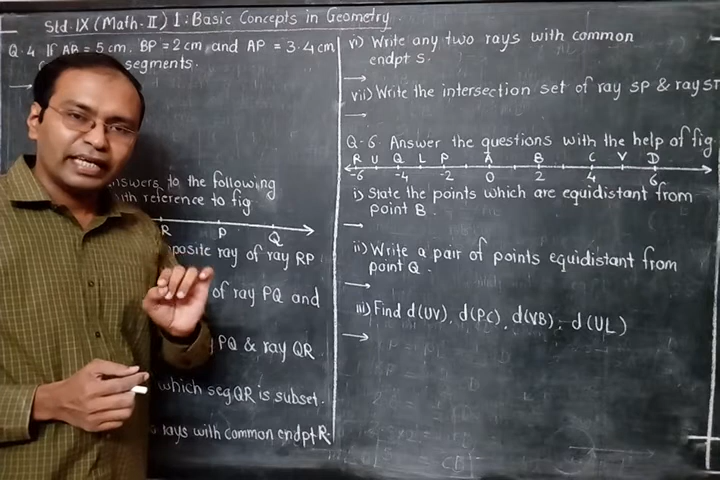 Std. IX (Math-II) 1. Basic Concepts in Geometry
Q.4 If AB = 5 cm, BP = 2 cm and AP = 3.4 cm
segments.
→
answers to the following
with reference to fig
R P Q
opposite ray of ray RP
of ray PQ and
PQ & ray QR.
which seg QR is subset.
rays with common endpt R.
vi) Write any two rays with common
endpt S.
→
vii) Write the intersection set of ray SP & ray ST
→
Q-6 Answer the questions with the help of fig.
R U Q L P A B C V D
-6 -4 -2 0 2 4 6
i) State the points which are equidistant from
point B.
→
ii) Write a pair of points equidistant from
point Q.
→
iii) Find d(UV), d(PC), d(VB), d(UL)
→